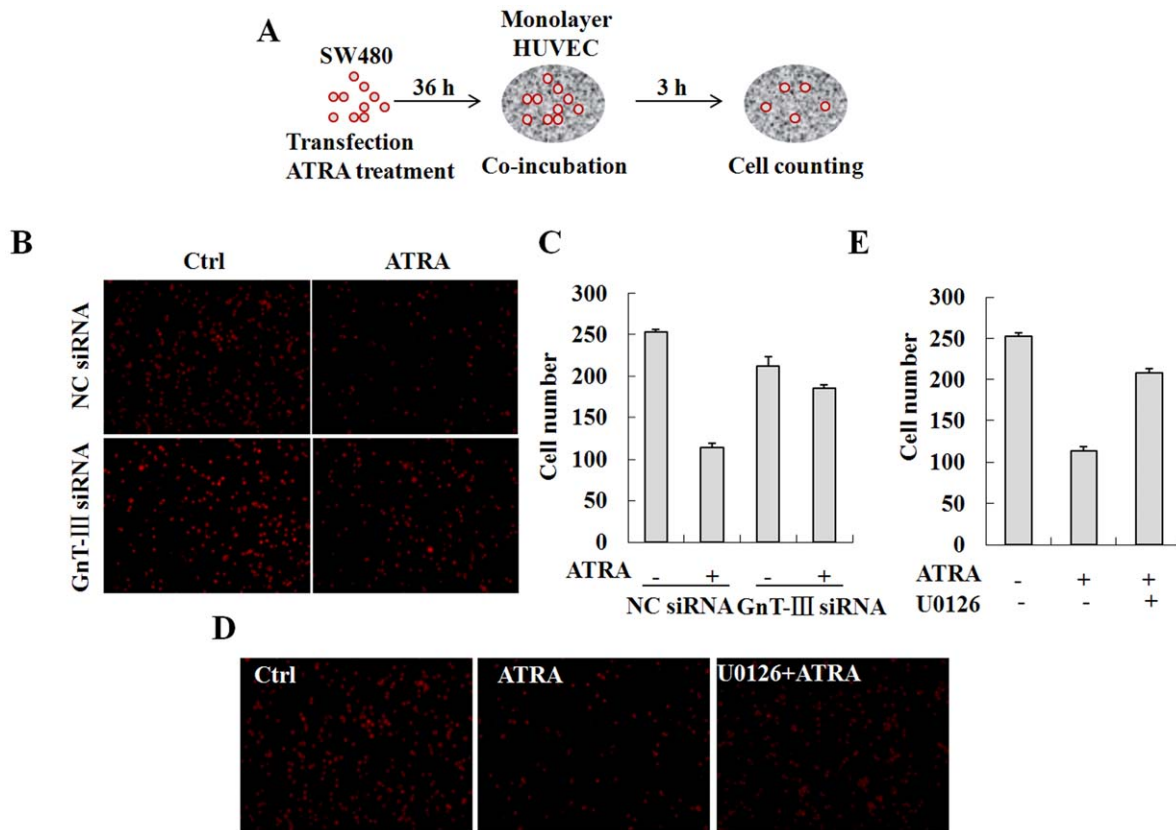 A
SW480
Transfection
ATRA treatment
36 h
Monolayer
HUVEC
Co-incubation
3 h
Cell counting
B
Ctrl
ATRA
NC siRNA
GnT-III siRNA
C
Cell number
300
250
200
150
100
50
0
ATRA - + - +
NC siRNA GnT-III siRNA
E
Cell number
300
250
200
150
100
50
0
ATRA - + +
U0126 - - +
D
Ctrl
ATRA
U0126+ATRA